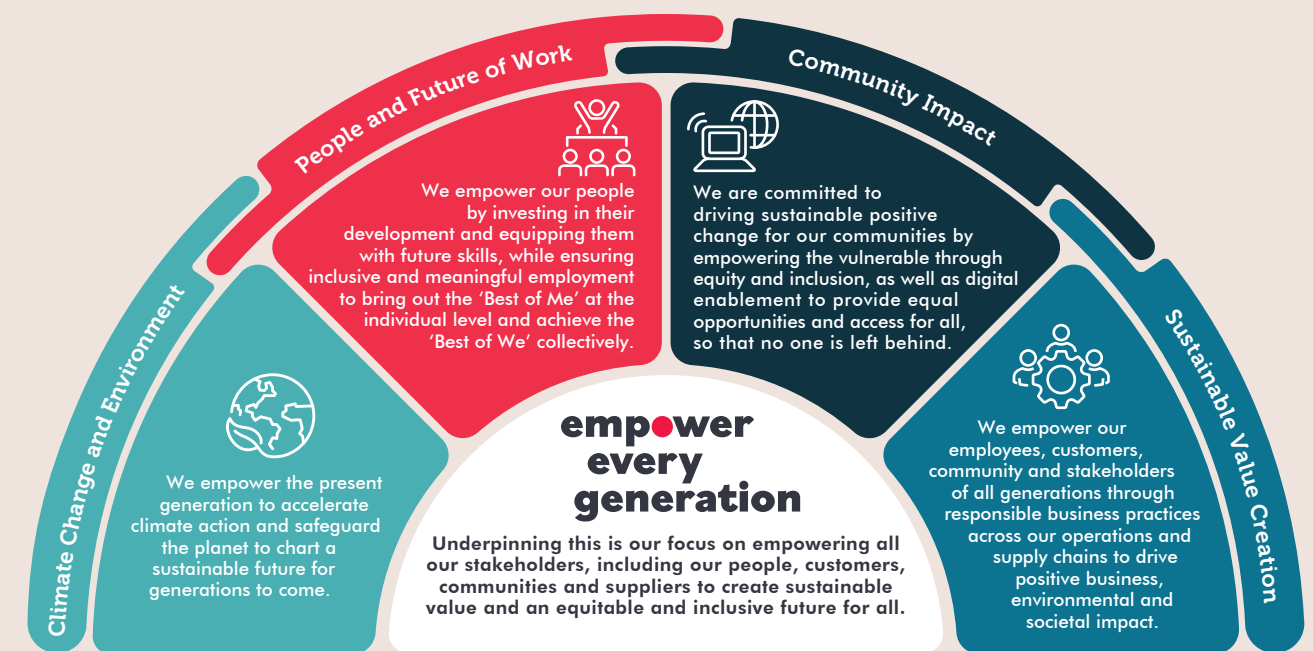 Climate Change and Environment
We empower the present
generation to accelerate
climate action and safeguard
the planet to chart a
sustainable future for
generations to come.
People and Future of Work
We empower our people
by investing in their
development and equipping them
with future skills, while ensuring
inclusive and meaningful employment
to bring out the ‘Best of Me’ at the
individual level and achieve the
‘Best of We’ collectively.
Community Impact
We are committed to
driving sustainable positive
change for our communities by
empowering the vulnerable through
equity and inclusion, as well as digital
enablement to provide equal
opportunities and access for all,
so that no one is left behind.
Sustainable Value Creation
We empower our
employees, customers,
community and stakeholders
of all generations through
responsible business practices
across our operations and
supply chains to drive
positive business,
environmental and
societal impact.
empower
every
generation
Underpinning this is our focus on empowering all
our stakeholders, including our people, customers,
communities and suppliers to create sustainable
value and an equitable and inclusive future for all.